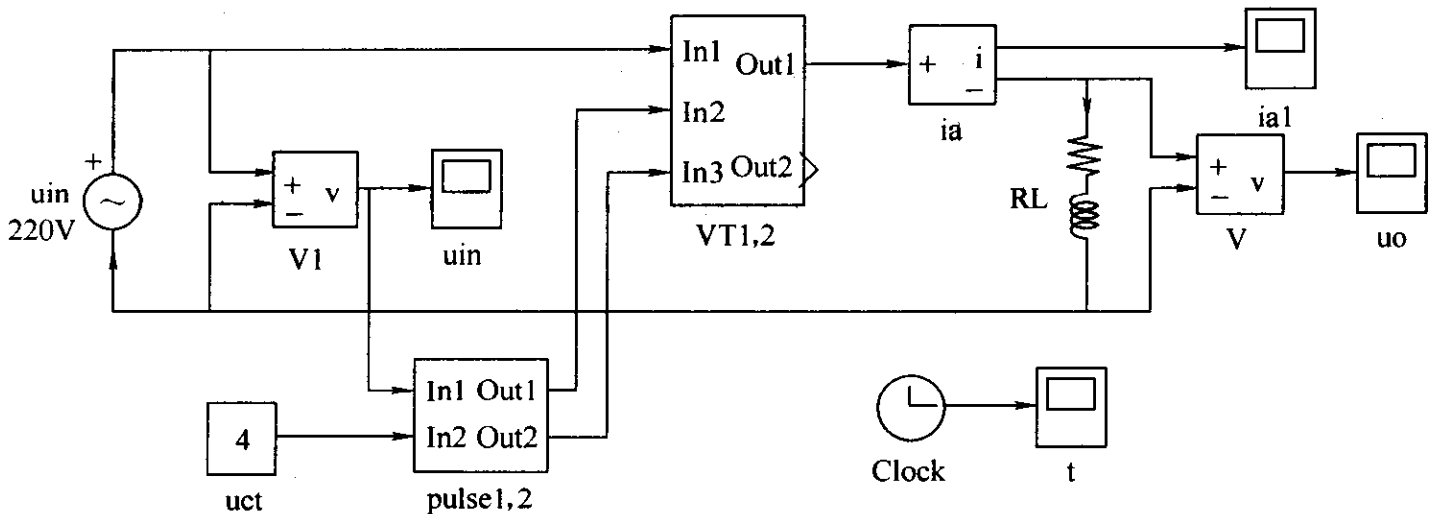 uin
220V
+
+
−
v
V1
uin
In1
In2
In3
Out1
Out2
VT1,2
+
i
−
ia
ia1
RL
+
−
v
V
uo
4
uct
In1 Out1
In2 Out2
pulse1,2
Clock
t